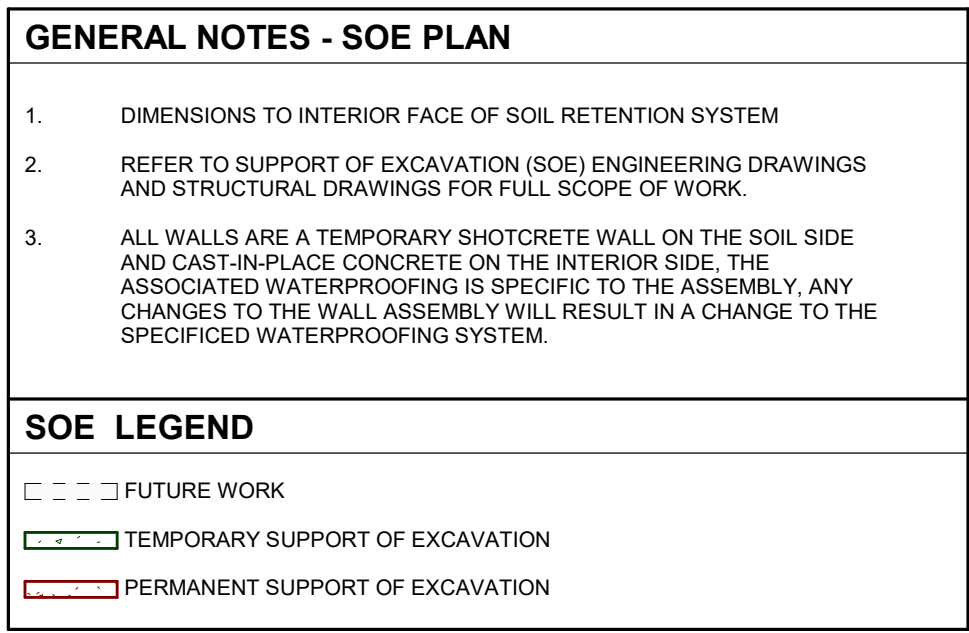 GENERAL NOTES - SOE PLAN
1. DIMENSIONS TO INTERIOR FACE OF SOIL RETENTION SYSTEM
2. REFER TO SUPPORT OF EXCAVATION (SOE) ENGINEERING DRAWINGS
AND STRUCTURAL DRAWINGS FOR FULL SCOPE OF WORK.
3. ALL WALLS ARE A TEMPORARY SHOTCRETE WALL ON THE SOIL SIDE
AND CAST-IN-PLACE CONCRETE ON THE INTERIOR SIDE, THE
ASSOCIATED WATERPROOFING IS SPECIFIC TO THE ASSEMBLY, ANY
CHANGES TO THE WALL ASSEMBLY WILL RESULT IN A CHANGE TO THE
SPECIFICED WATERPROOFING SYSTEM.
SOE LEGEND
FUTURE WORK
TEMPORARY SUPPORT OF EXCAVATION
PERMANENT SUPPORT OF EXCAVATION